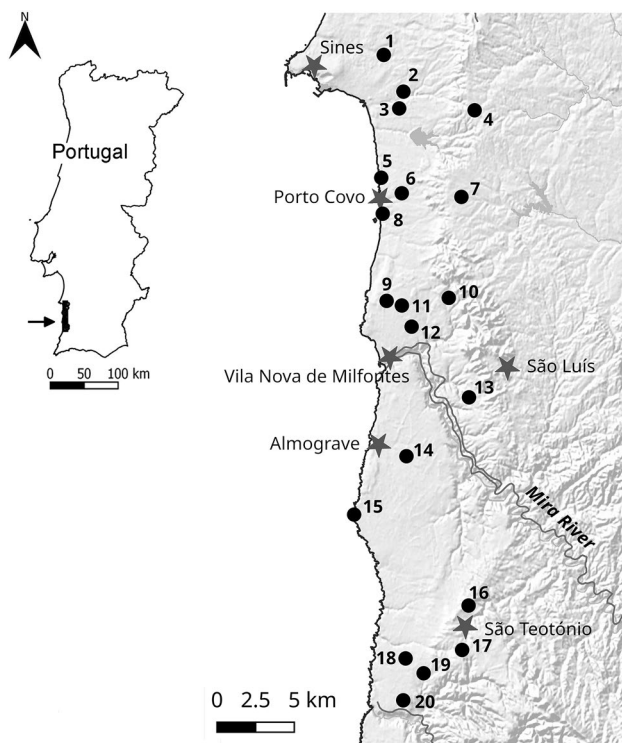 N
Portugal
0 50 100 km
Sines
1
2
3
4
5
6
7
Porto Covo
8
9
10
11
12
Vila Nova de Milfontes
São Luís
13
Almograve
14
15
Mira River
16
São Teotónio
17
18
19
20
0 2.5 5 km